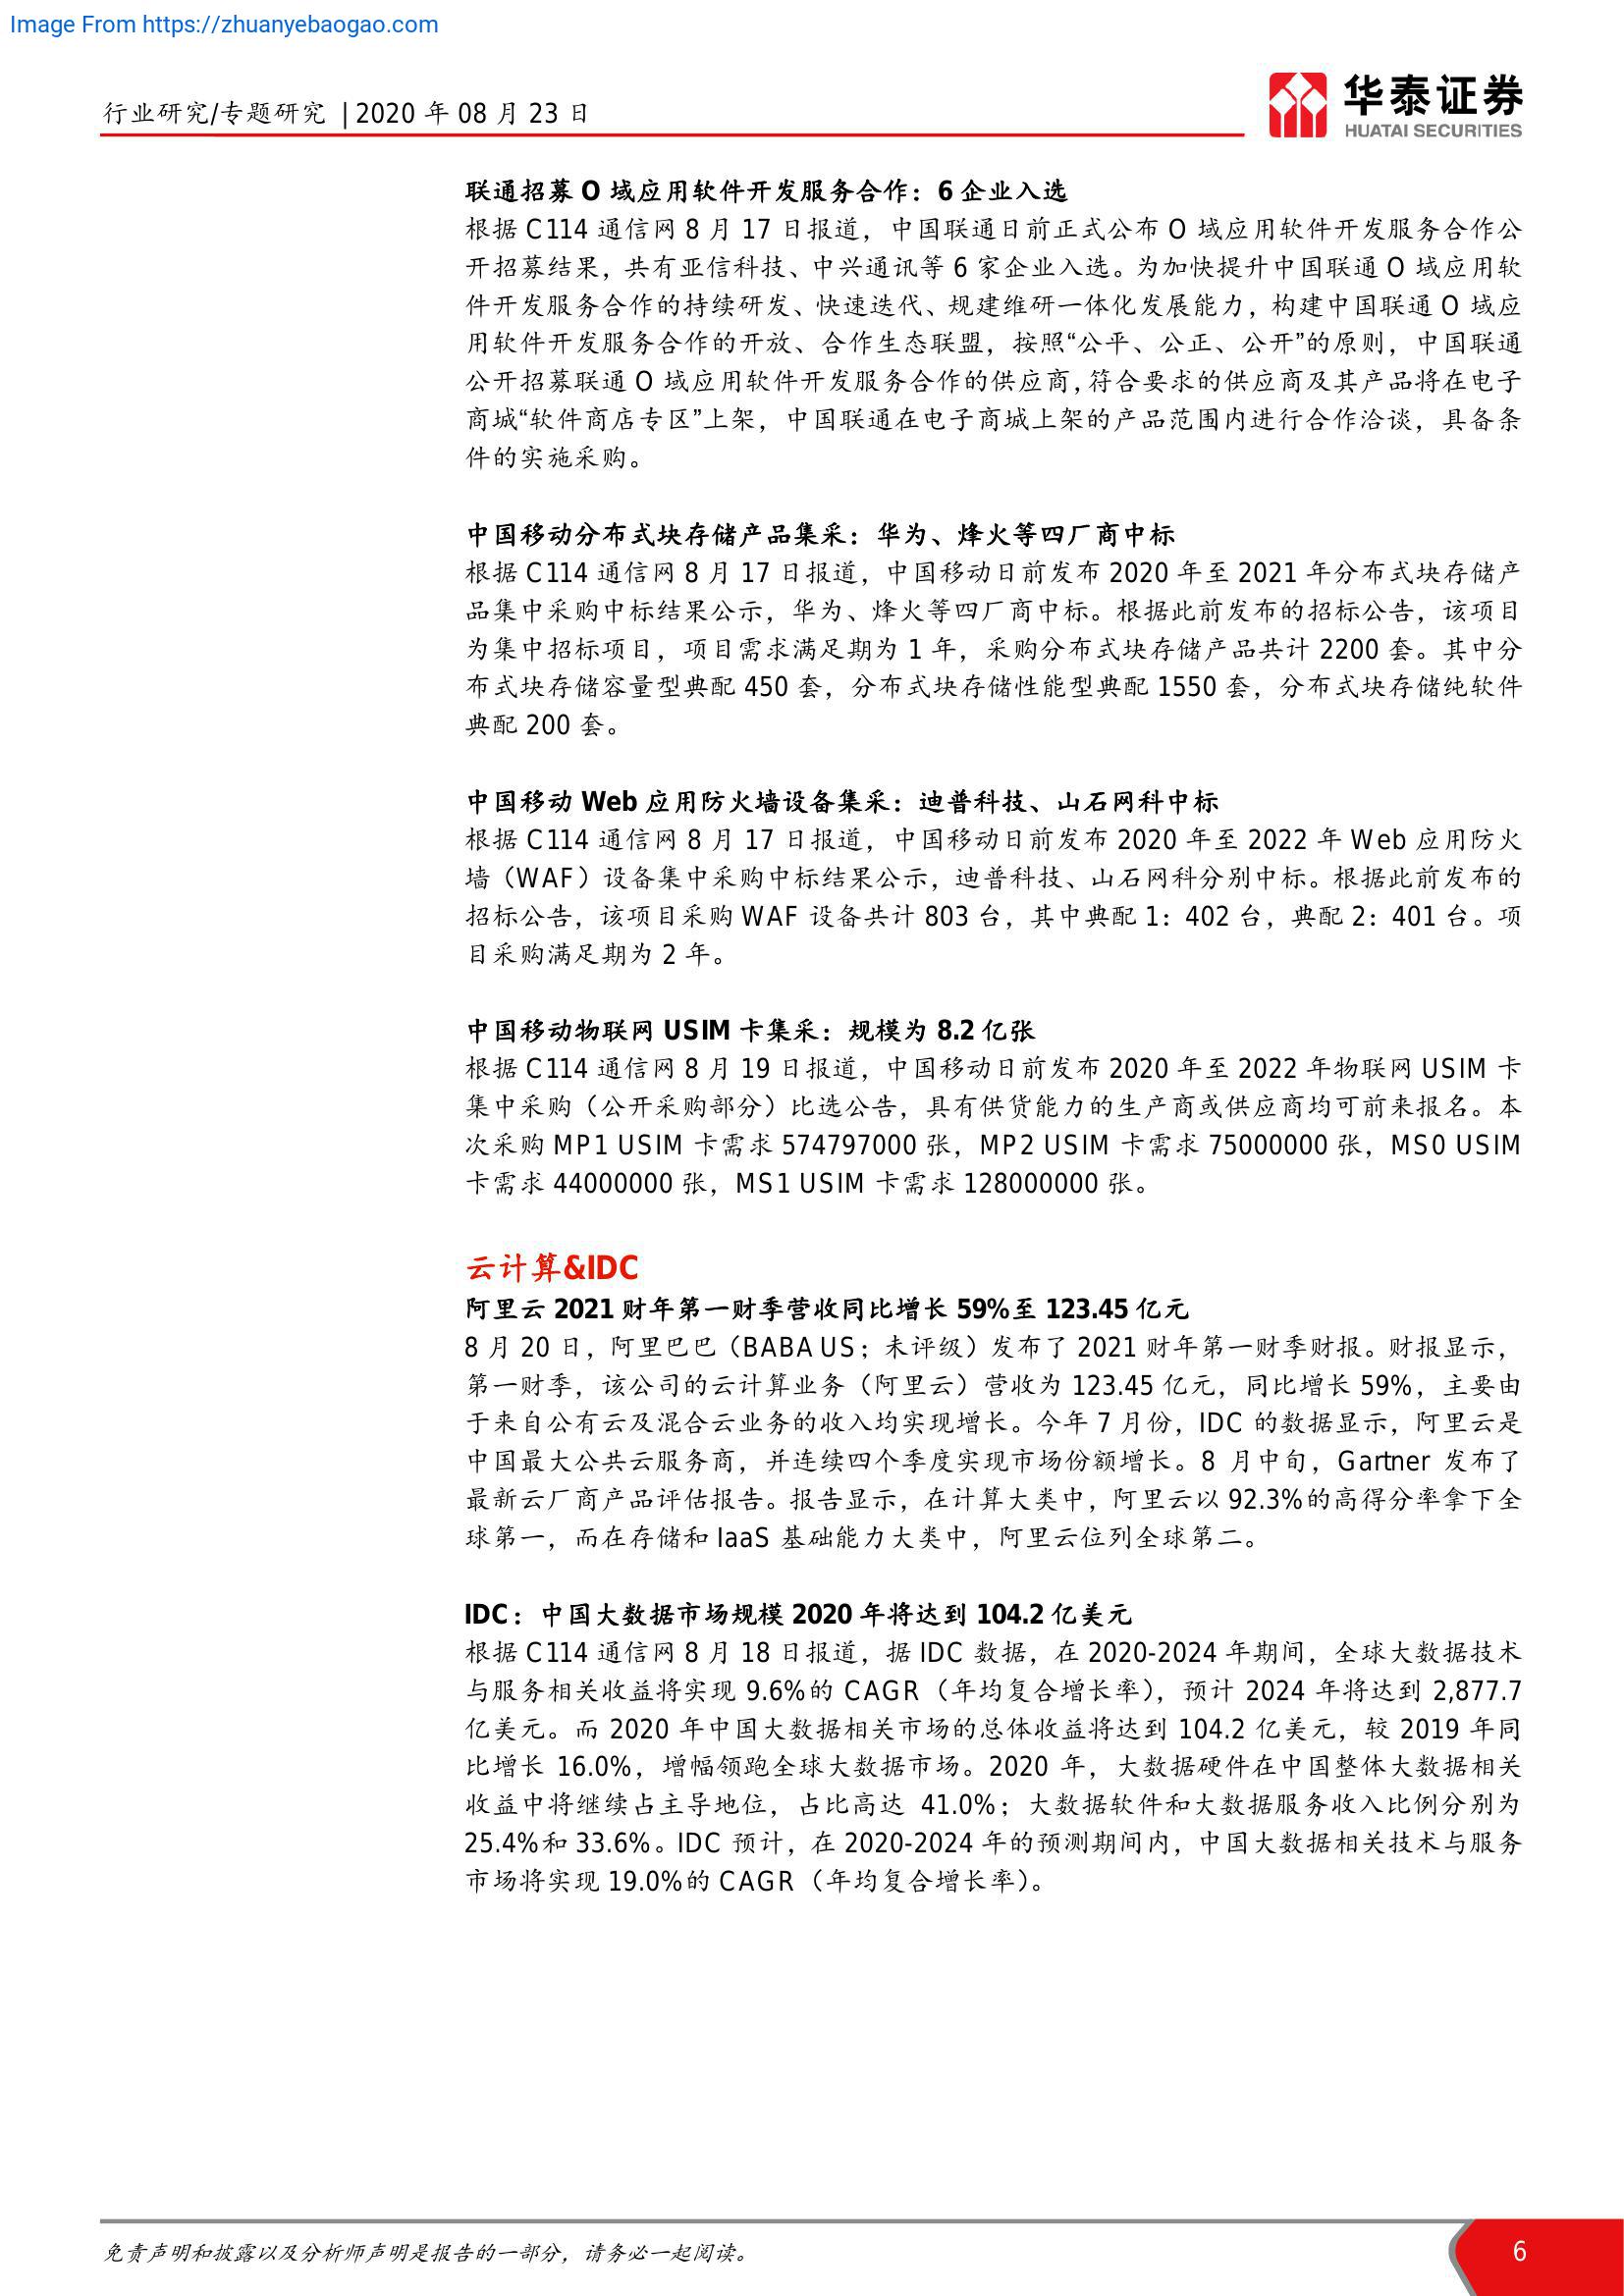 Image From https://zhuanyebaogao.com
行业研究/专题研究 | 2020 年 08 月 23 日
华泰证券
HUATAI SECURITIES
联通招募 O 域应用软件开发服务合作：6 企业入选
根据 C114 通信网 8 月 17 日报道，中国联通日前正式公布 O 域应用软件开发服务合作公
开招募结果，共有亚信科技、中兴通讯等 6 家企业入选。为加快提升中国联通 O 域应用软
件开发服务合作的持续研发、快速迭代、规建维研一体化发展能力，构建中国联通 O 域应
用软件开发服务合作的开放、合作生态联盟，按照“公平、公正、公开”的原则，中国联通
公开招募联通 O 域应用软件开发服务合作的供应商，符合要求的供应商及其产品将在电子
商城“软件商店专区”上架，中国联通在电子商城上架的产品范围内进行合作洽谈，具备条
件的实施采购。
中国移动分布式块存储产品集采：华为、烽火等四厂商中标
根据 C114 通信网 8 月 17 日报道，中国移动日前发布 2020 年至 2021 年分布式块存储产
品集中采购中标结果公示，华为、烽火等四厂商中标。根据此前发布的招标公告，该项目
为集中招标项目，项目需求满足期为 1 年，采购分布式块存储产品共计 2200 套。其中分
布式块存储容量型典配 450 套，分布式块存储性能型典配 1550 套，分布式块存储纯软件
典配 200 套。
中国移动 Web 应用防火墙设备集采：迪普科技、山石网科中标
根据 C114 通信网 8 月 17 日报道，中国移动日前发布 2020 年至 2022 年 Web 应用防火
墙（WAF）设备集中采购中标结果公示，迪普科技、山石网科分别中标。根据此前发布的
招标公告，该项目采购 WAF 设备共计 803 台，其中典配 1：402 台，典配 2：401 台。项
目采购满足期为 2 年。
中国移动物联网 USIM 卡集采：规模为 8.2 亿张
根据 C114 通信网 8 月 19 日报道，中国移动日前发布 2020 年至 2022 年物联网 USIM 卡
集中采购（公开采购部分）比选公告，具有供货能力的生产商或供应商均可前来报名。本
次采购 MP1 USIM 卡需求 574797000 张，MP2 USIM 卡需求 75000000 张，MS0 USIM
卡需求 44000000 张，MS1 USIM 卡需求 128000000 张。
云计算&IDC
阿里云 2021 财年第一财季营收同比增长 59%至 123.45 亿元
8 月 20 日，阿里巴巴（BABA US；未评级）发布了 2021 财年第一财季财报。财报显示，
第一财季，该公司的云计算业务（阿里云）营收为 123.45 亿元，同比增长 59%，主要由
于来自公有云及混合云业务的收入均实现增长。今年 7 月份，IDC 的数据显示，阿里云是
中国最大公共云服务商，并连续四个季度实现市场份额增长。8 月中旬，Gartner 发布了
最新云厂商产品评估报告。报告显示，在计算大类中，阿里云以 92.3%的高得分率拿下全
球第一，而在存储和 IaaS 基础能力大类中，阿里云位列全球第二。
IDC：中国大数据市场规模 2020 年将达到 104.2 亿美元
根据 C114 通信网 8 月 18 日报道，据 IDC 数据，在 2020-2024 年期间，全球大数据技术
与服务相关收益将实现 9.6%的 CAGR（年均复合增长率），预计 2024 年将达到 2,877.7
亿美元。而 2020 年中国大数据相关市场的总体收益将达到 104.2 亿美元，较 2019 年同
比增长 16.0%，增幅领跑全球大数据市场。2020 年，大数据硬件在中国整体大数据相关
收益中将继续占主导地位，占比高达 41.0%；大数据软件和大数据服务收入比例分别为
25.4%和 33.6%。IDC 预计，在 2020-2024 年的预测期间内，中国大数据相关技术与服务
市场将实现 19.0%的 CAGR（年均复合增长率）。
免责声明和披露以及分析师声明是报告的一部分，请务必一起阅读。
6